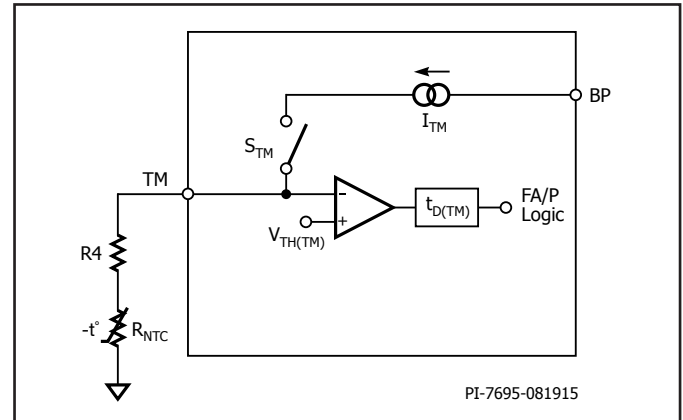 BP
I_TM
S_TM
TM
-
+
V_TH(TM)
t_D(TM)
FA/P
Logic
R4
-t°
R_NTC
PI-7695-081915